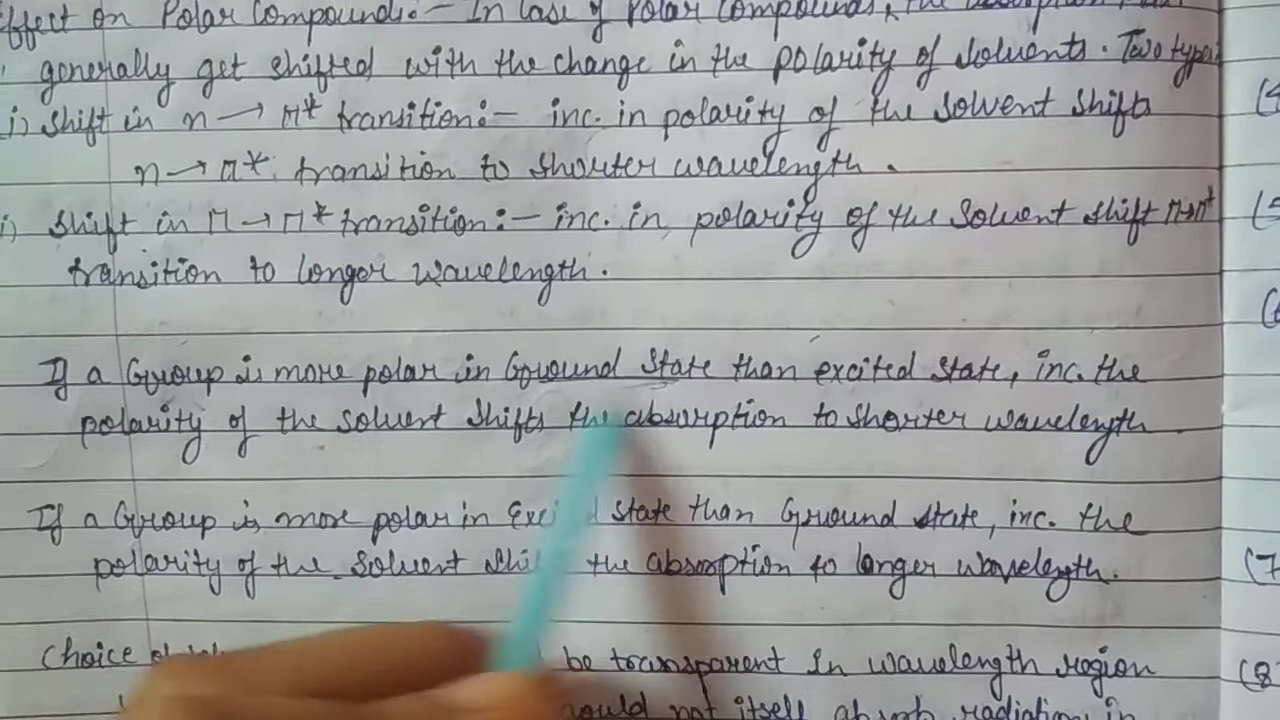 Effect on Polar Compounds:- In case of Polar Compounds, the absorption
generally get shifted with the change in the polarity of solvents. Two types
i) Shift in n → π* transition:- inc. in polarity of the solvent shifts
n → π* transition to shorter wavelength.
i) Shift in π → π* transition:- inc. in polarity of the solvent shift π→π*
transition to longer wavelength.
If a Group is more polar in Ground State than excited state, inc. the
polarity of the solvent shifts the absorption to shorter wavelength
If a Group is more polar in State than Ground state, inc. the
polarity of the solvent the absorption to longer wavelength.
Choice be transparent in wavelength region
not itself absorb radiation in
(7
(8